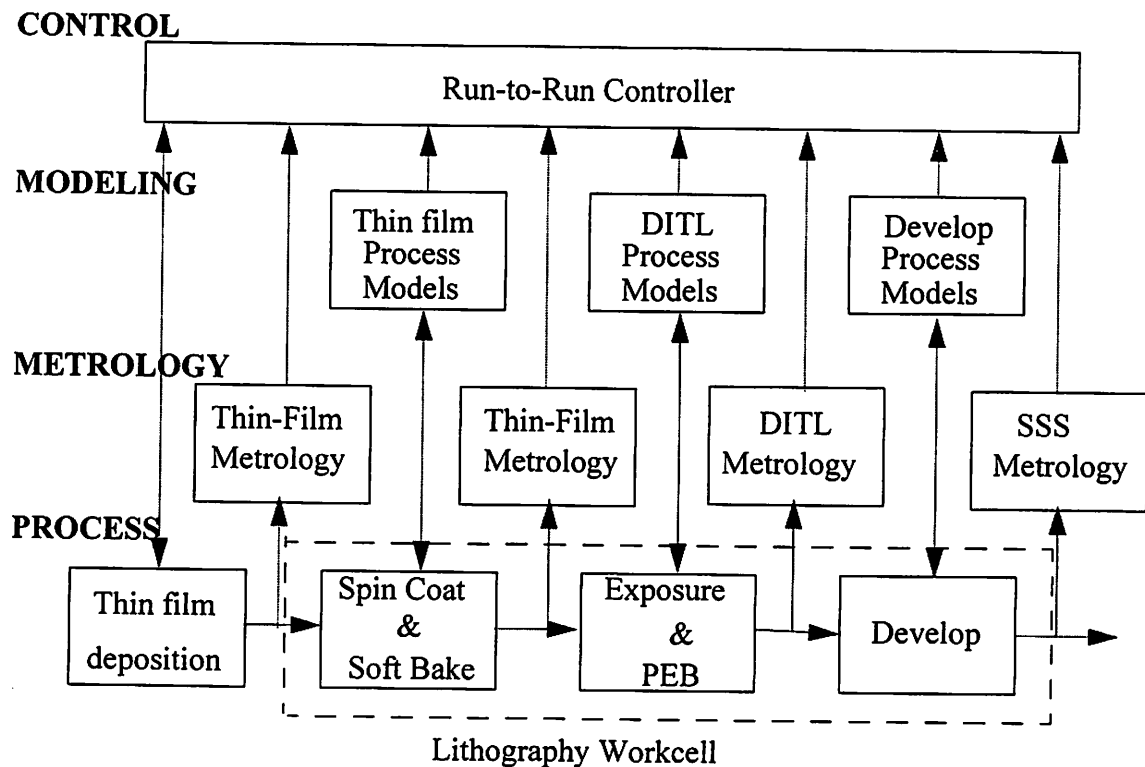 CONTROL
Run-to-Run Controller
MODELING
Thin film
Process
Models
DITL
Process
Models
Develop
Process
Models
METROLOGY
Thin-Film
Metrology
Thin-Film
Metrology
DITL
Metrology
SSS
Metrology
PROCESS
Thin film
deposition
Spin Coat
&
Soft Bake
Exposure
&
PEB
Develop
Lithography Workcell